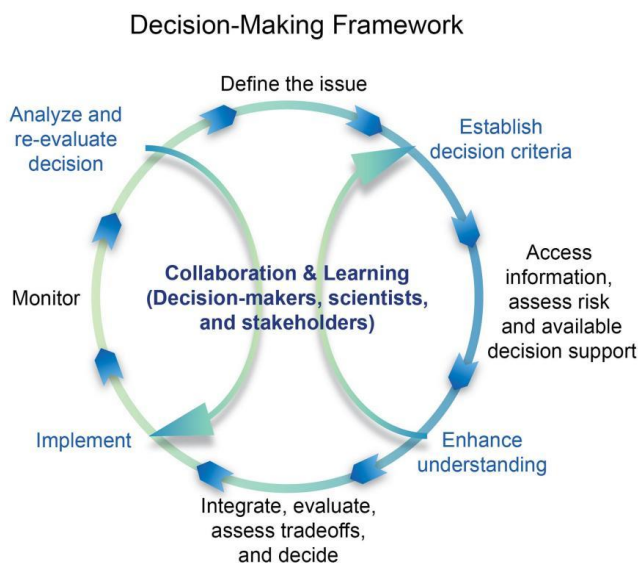 Decision-Making Framework
Define the issue
Establish
decision criteria
Access
information,
assess risk
and available
decision support
Enhance
understanding
Integrate, evaluate,
assess tradeoffs,
and decide
Implement
Monitor
Analyze and
re-evaluate
decision
Collaboration & Learning
(Decision-makers, scientists,
and stakeholders)